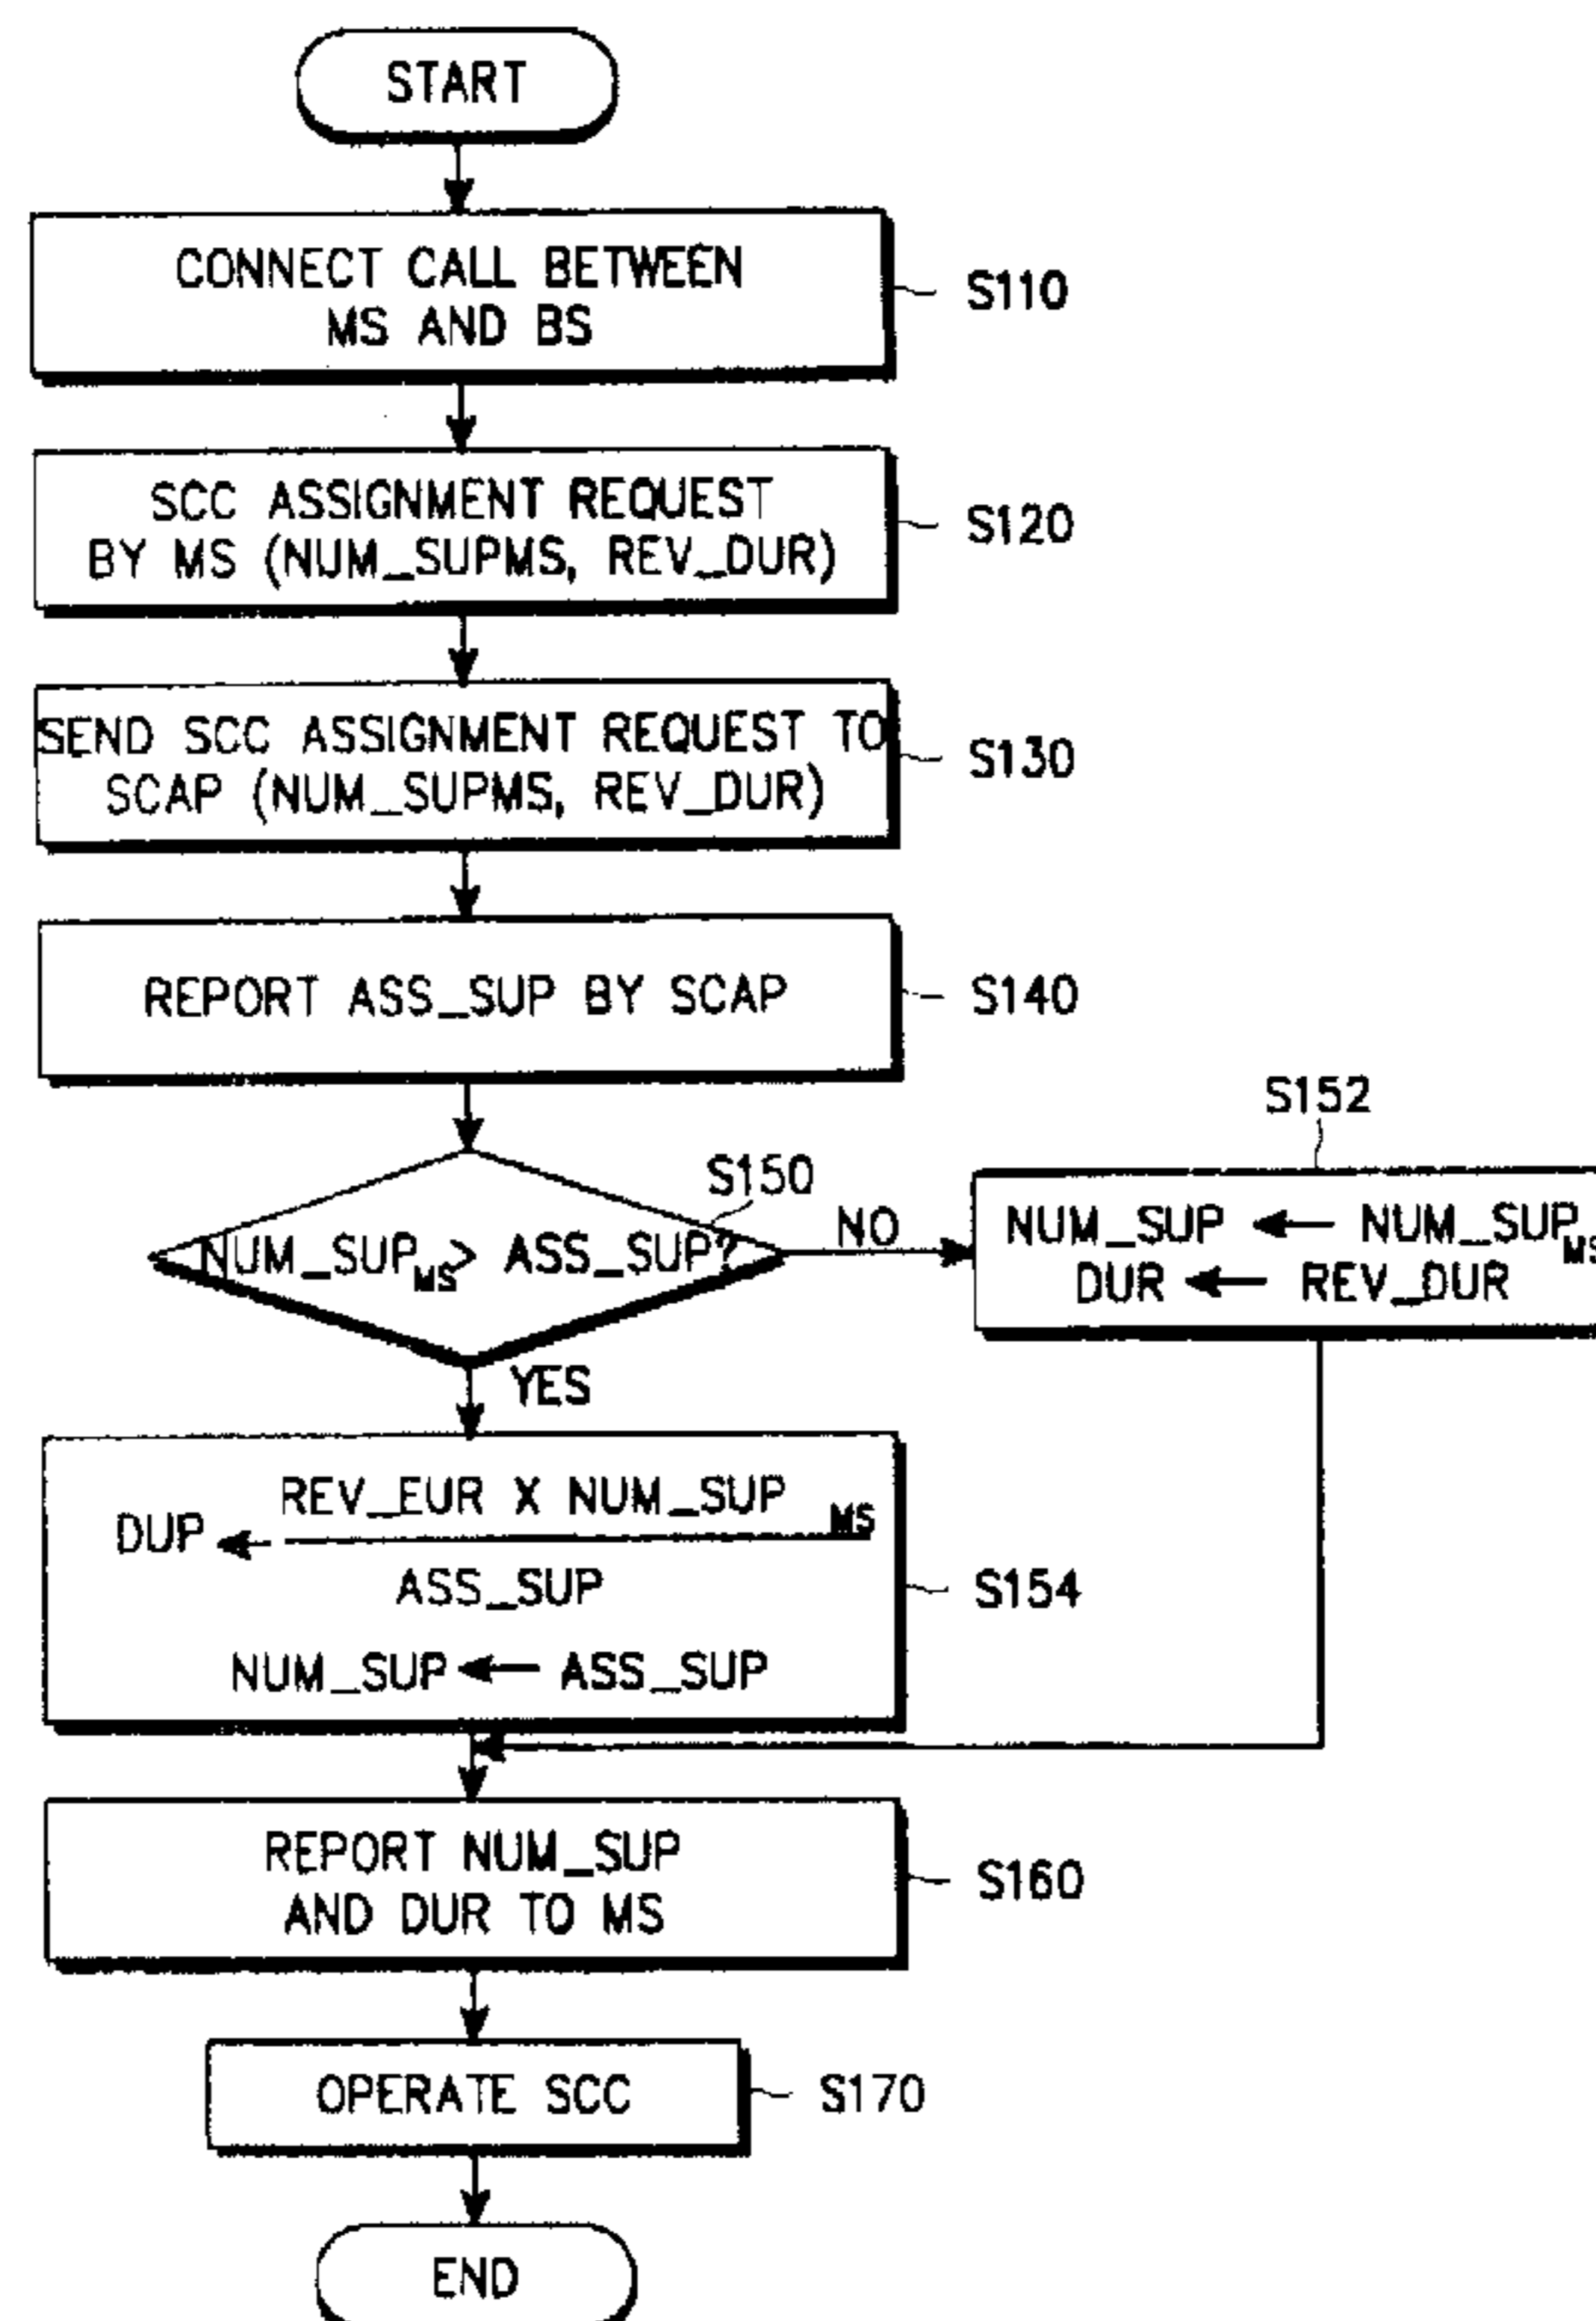 START
CONNECT CALL BETWEEN
MS AND BS
S110
SCC ASSIGNMENT REQUEST
BY MS (NUM_SUPMS, REV_DUR)
S120
SEND SCC ASSIGNMENT REQUEST TO
SCAP (NUM_SUPMS, REV_DUR)
S130
REPORT ASS_SUP BY SCAP
S140
S150
NUM_SUPMS > ASS_SUP?
NO
S152
NUM_SUP ← NUM_SUPMS
DUR ← REV_DUR
YES
REV_EUR X NUM_SUP MS
DUP ←
ASS_SUP
NUM_SUP ← ASS_SUP
S154
REPORT NUM_SUP
AND DUR TO MS
S160
OPERATE SCC
S170
END